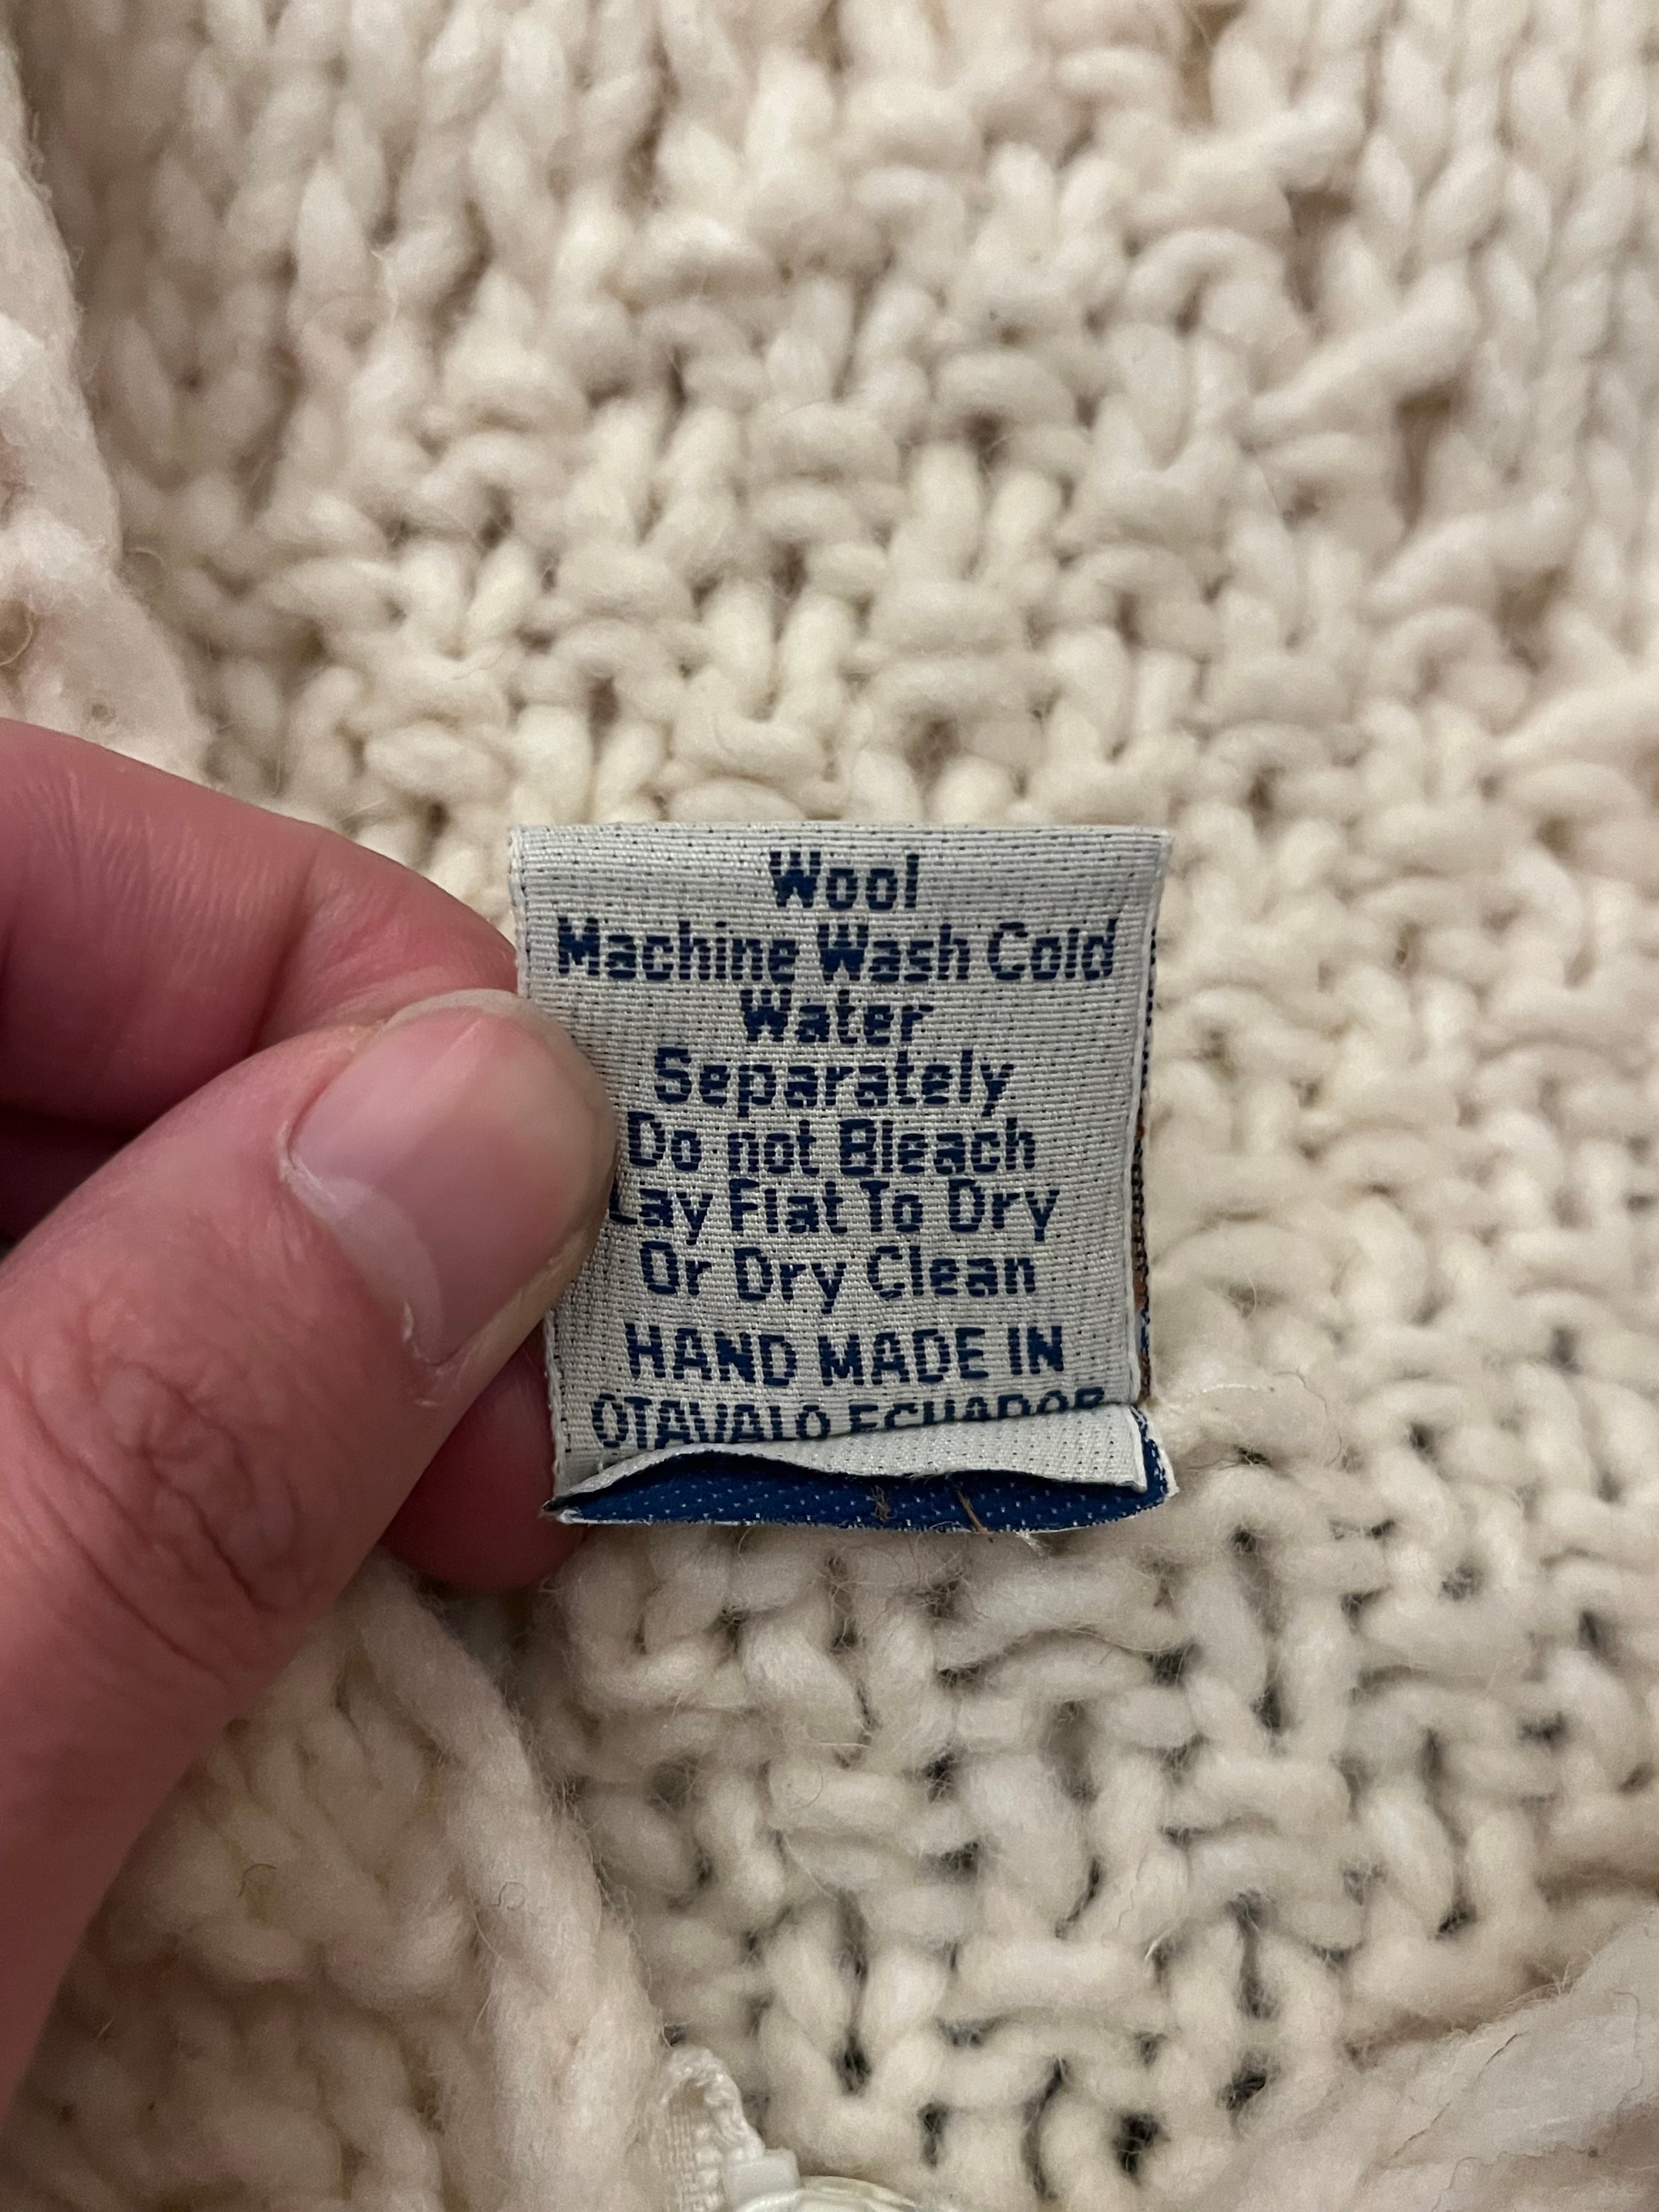 Wool
Machine Wash Cold
Water
Separately
Do not Bleach
Lay Flat To Dry
Or Dry Clean
HAND MADE IN
OTAVALO ECUADOR